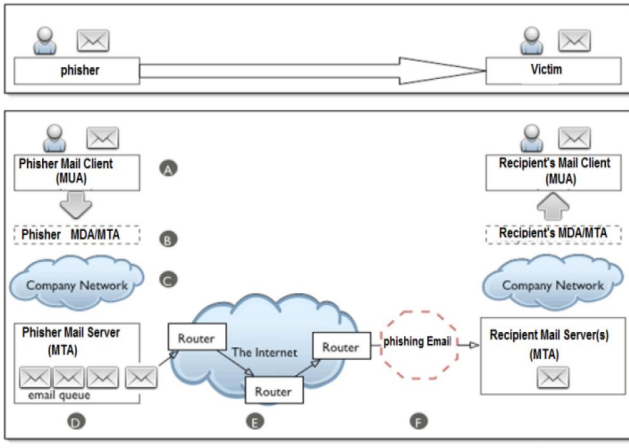 phisher
Victim
Phisher Mail Client
(MUA)
A
Recipient's Mail Client
(MUA)
Phisher MDA/MTA
B
Recipient's MDA/MTA
Company Network
C
Company Network
Phisher Mail Server
(MTA)
Router
The Internet
Router
Router
phishing Email
Recipient Mail Server(s)
(MTA)
email queue
D
E
F